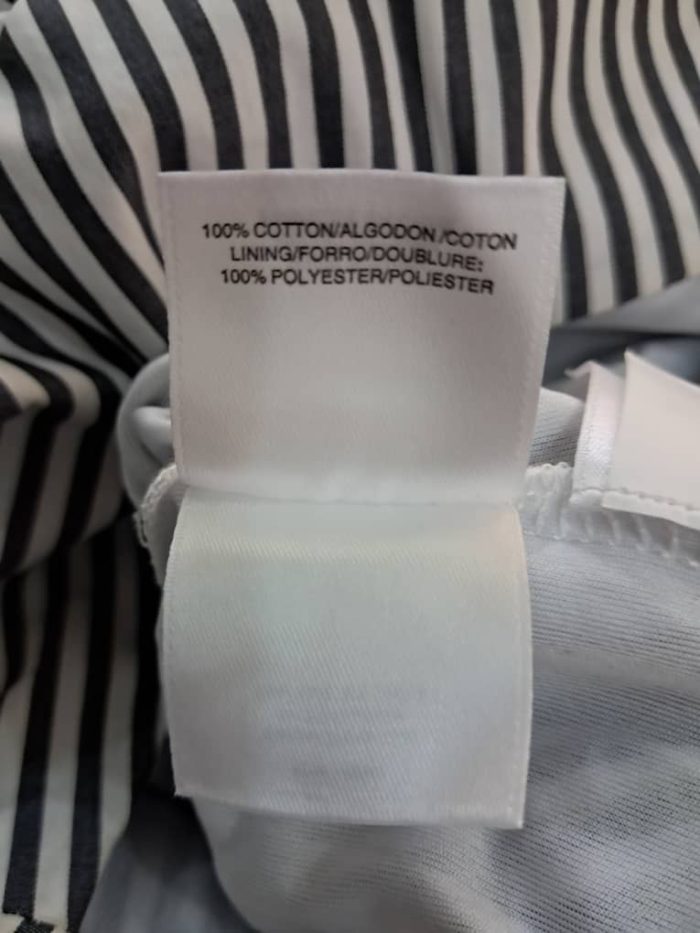 100% COTTON/ALGODON/COTON
LINING/FORRO/DOUBLURE:
100% POLYESTER/POLIESTER